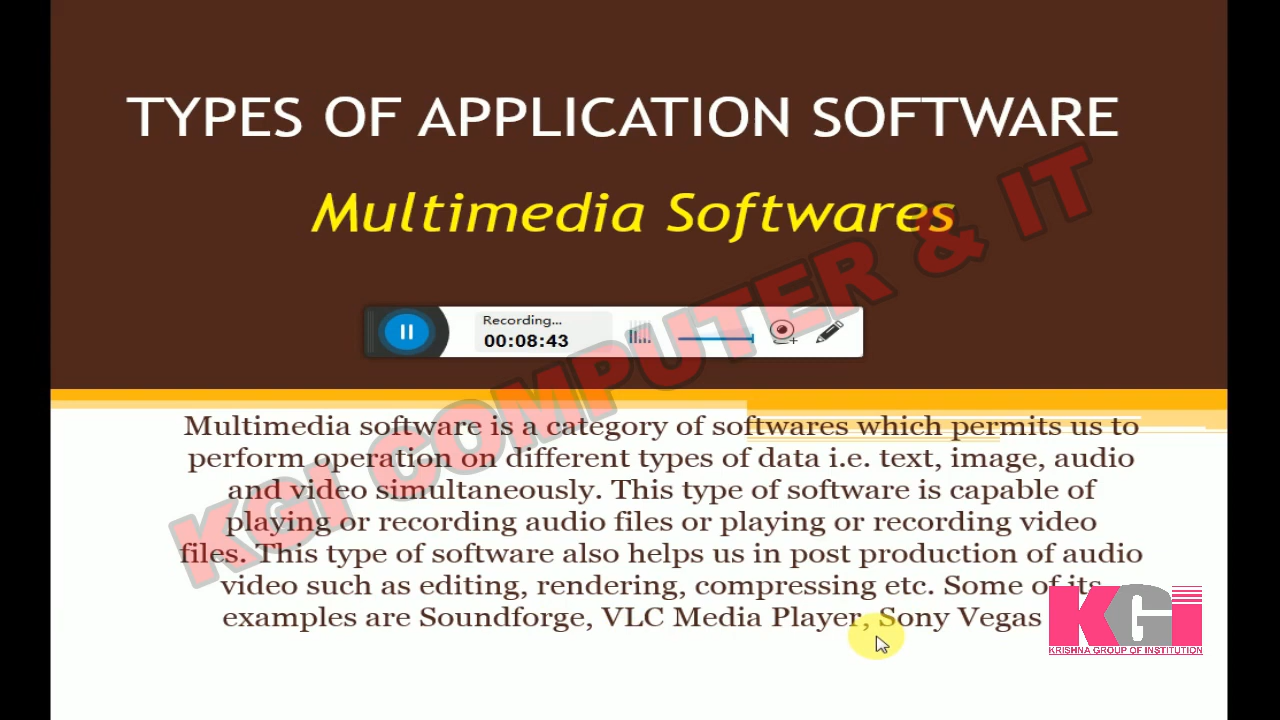 TYPES OF APPLICATION SOFTWARE
Multimedia Softwares
Recording...
00:08:43
KGI COMPUTER & IT
Multimedia software is a category of softwares which permits us to
perform operation on different types of data i.e. text, image, audio
and video simultaneously. This type of software is capable of
playing or recording audio files or playing or recording video
files. This type of software also helps us in post production of audio
video such as editing, rendering, compressing etc. Some of its
examples are Soundforge, VLC Media Player, Sony Vegas
KGI
KRISHNA GROUP OF INSTITUTION